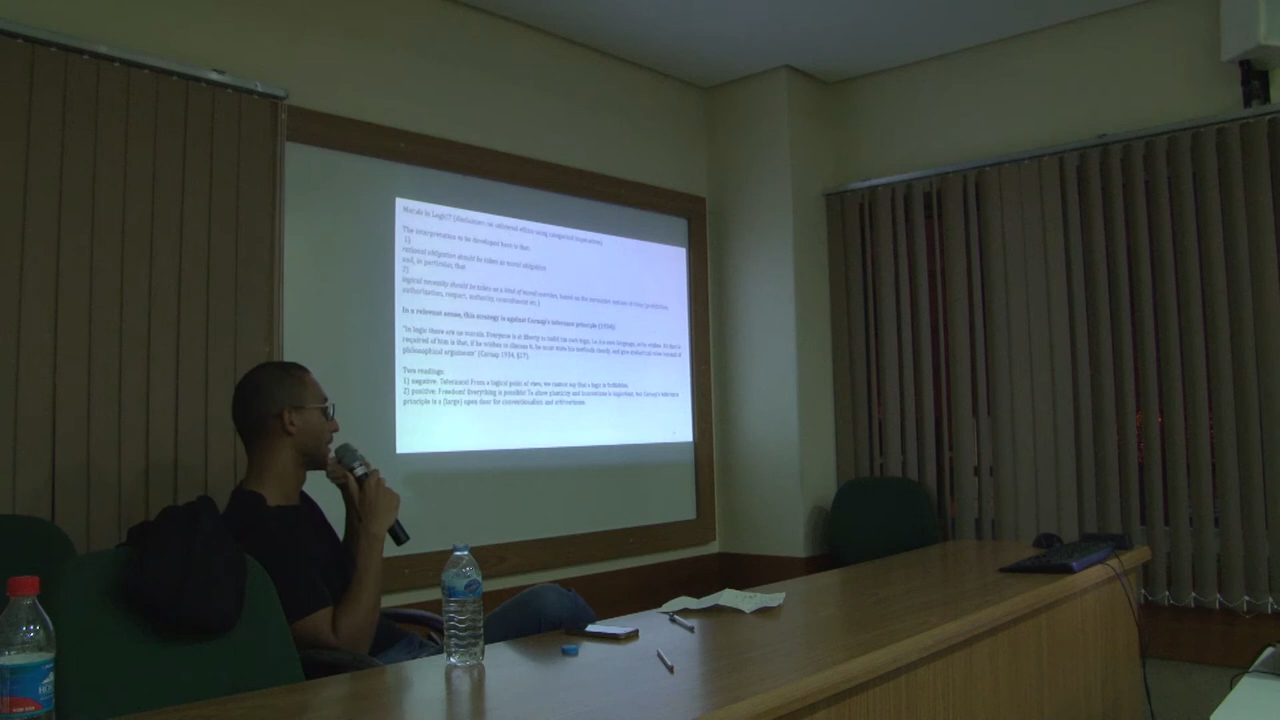 Morals in Logic? (disclaimer: no universal ethics using categorical imperatives)
The interpretation to be developed here is that:
1)
rational obligation should be taken as moral obligation
and, in particular, that
2)
logical necessity should be taken as a kind of moral coercion, based on the normative notions of
authorization, respect, authority, commitment etc.)
In a relevant sense, this strategy is against Carnap's tolerance principle (1934):
"In logic there are no morals. Everyone is at liberty to build his own logic, i.e. his own language, as he wishes. All that is
required of him is that, if he wishes to discuss it, he must state his methods clearly, and give syntactical rules instead of
philosophical arguments" (Carnap 1934, §17).
Two readings:
1) negative: Tolerance! From a logical point of view, we cannot say that a logic is forbidden.
2) positive: Freedom! Everything is possible! To allow plasticity and innovations is important, but Carnap's tolerance
principle is a (large) open door for conventionalism and arbitrariness.